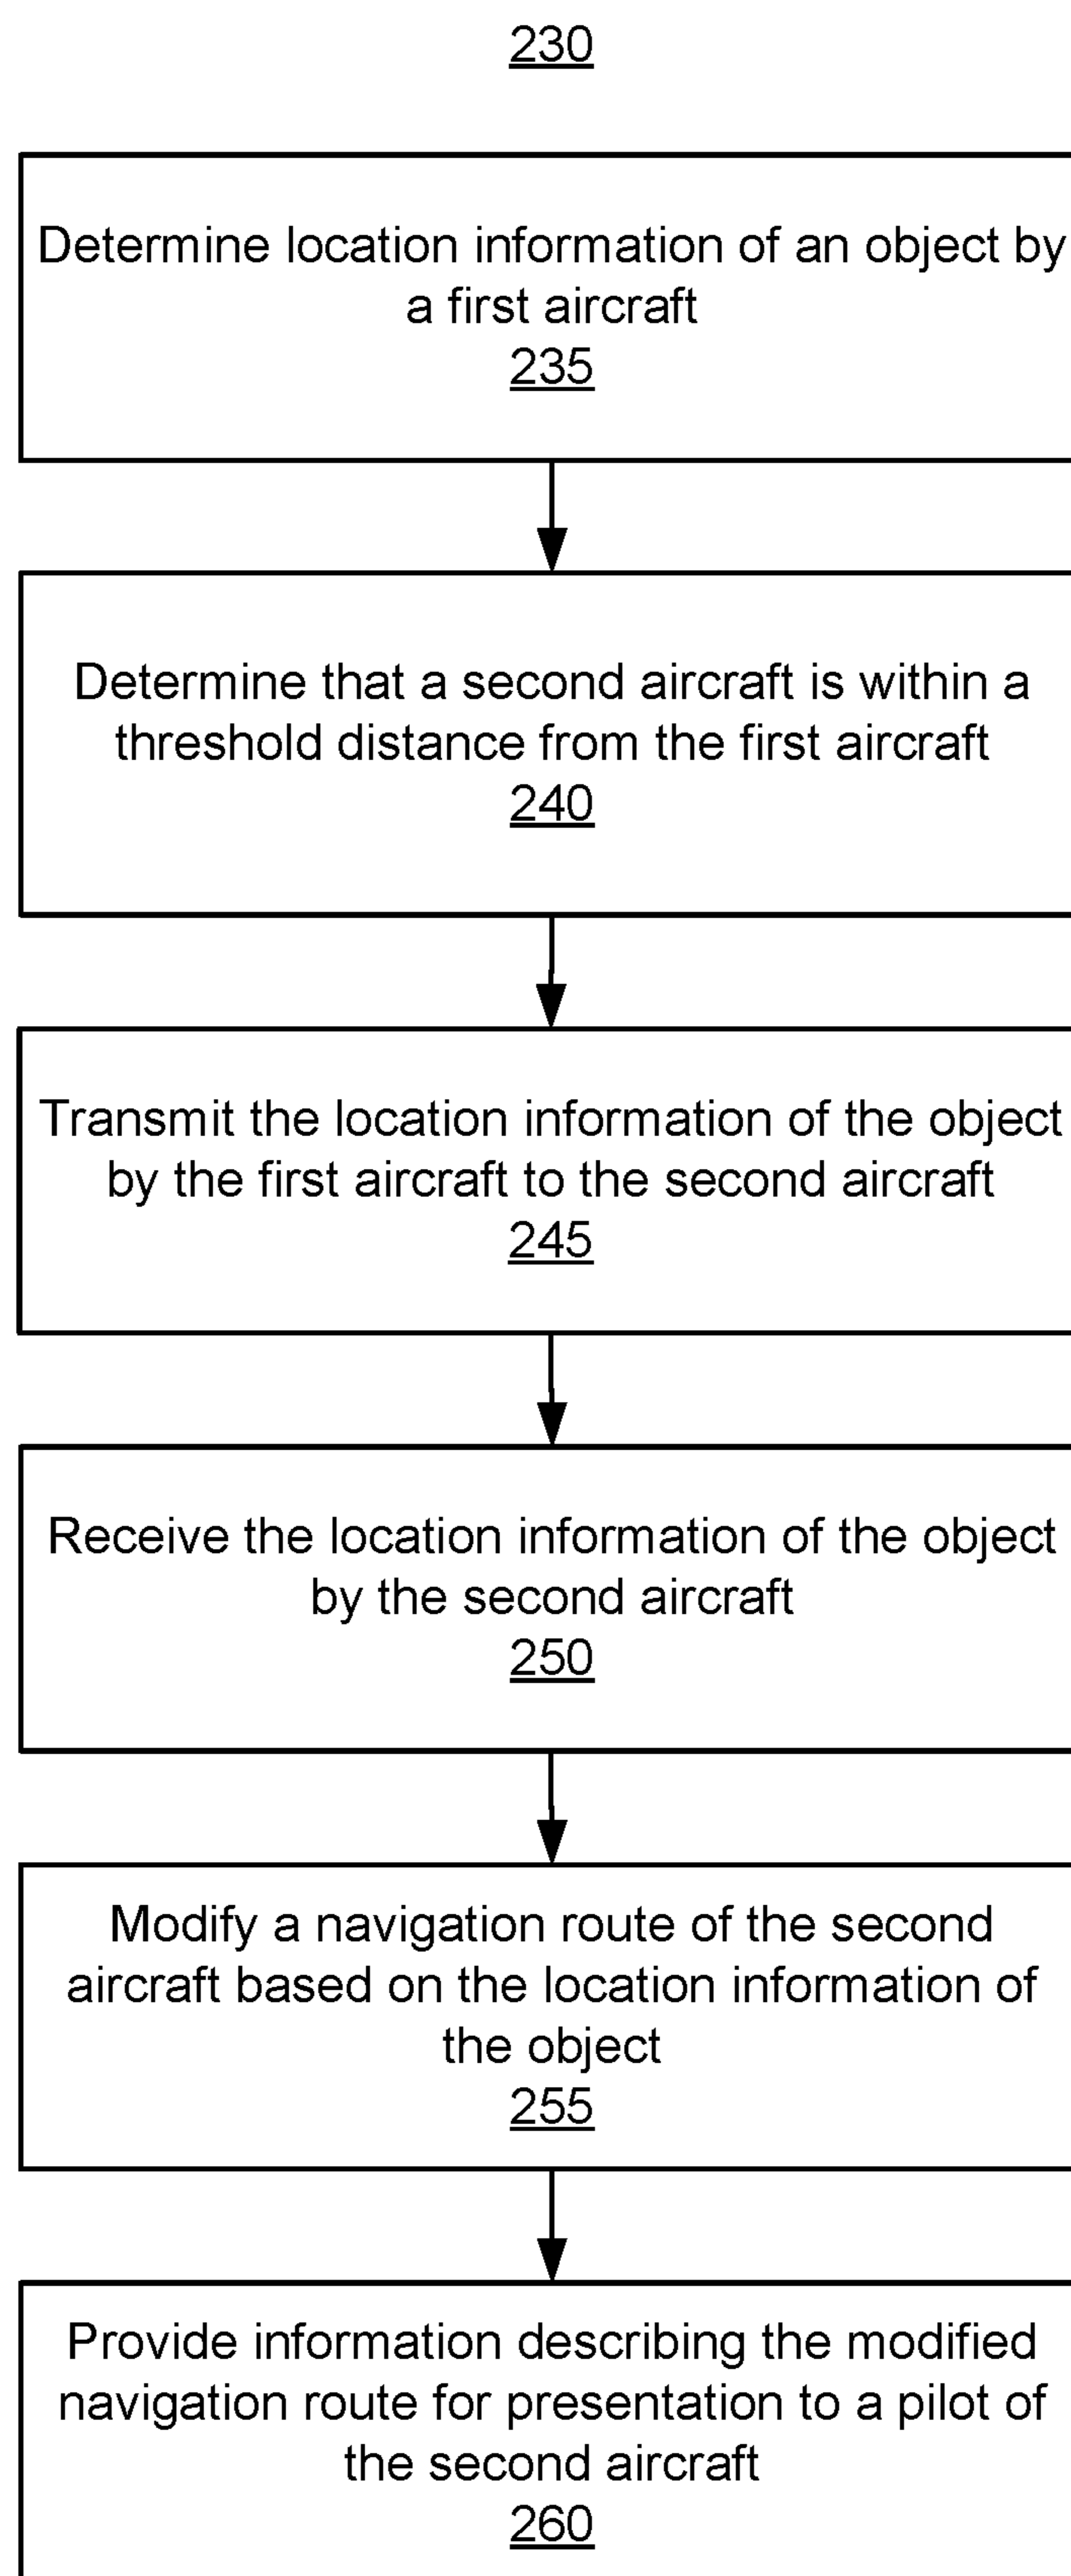 230
Determine location information of an object by
a first aircraft
235
Determine that a second aircraft is within a
threshold distance from the first aircraft
240
Transmit the location information of the object
by the first aircraft to the second aircraft
245
Receive the location information of the object
by the second aircraft
250
Modify a navigation route of the second
aircraft based on the location information of
the object
255
Provide information describing the modified
navigation route for presentation to a pilot of
the second aircraft
260